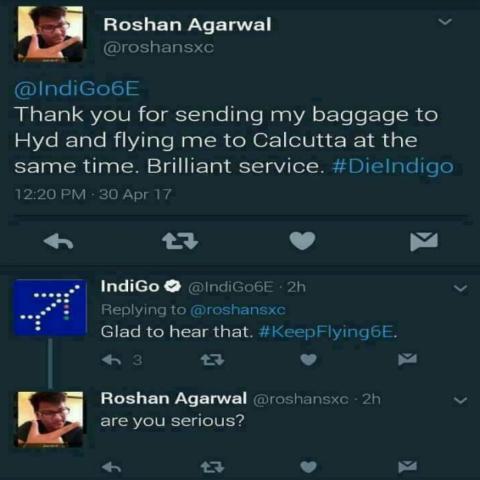 Roshan Agarwal
@roshansxc
@IndiGo6E
Thank you for sending my baggage to
Hyd and flying me to Calcutta at the
same time. Brilliant service. #DieIndigo
12:20 PM · 30 Apr 17
IndiGo @IndiGo6E · 2h
Replying to @roshansxc
Glad to hear that. #KeepFlying6E.
3
Roshan Agarwal @roshansxc · 2h
are you serious?